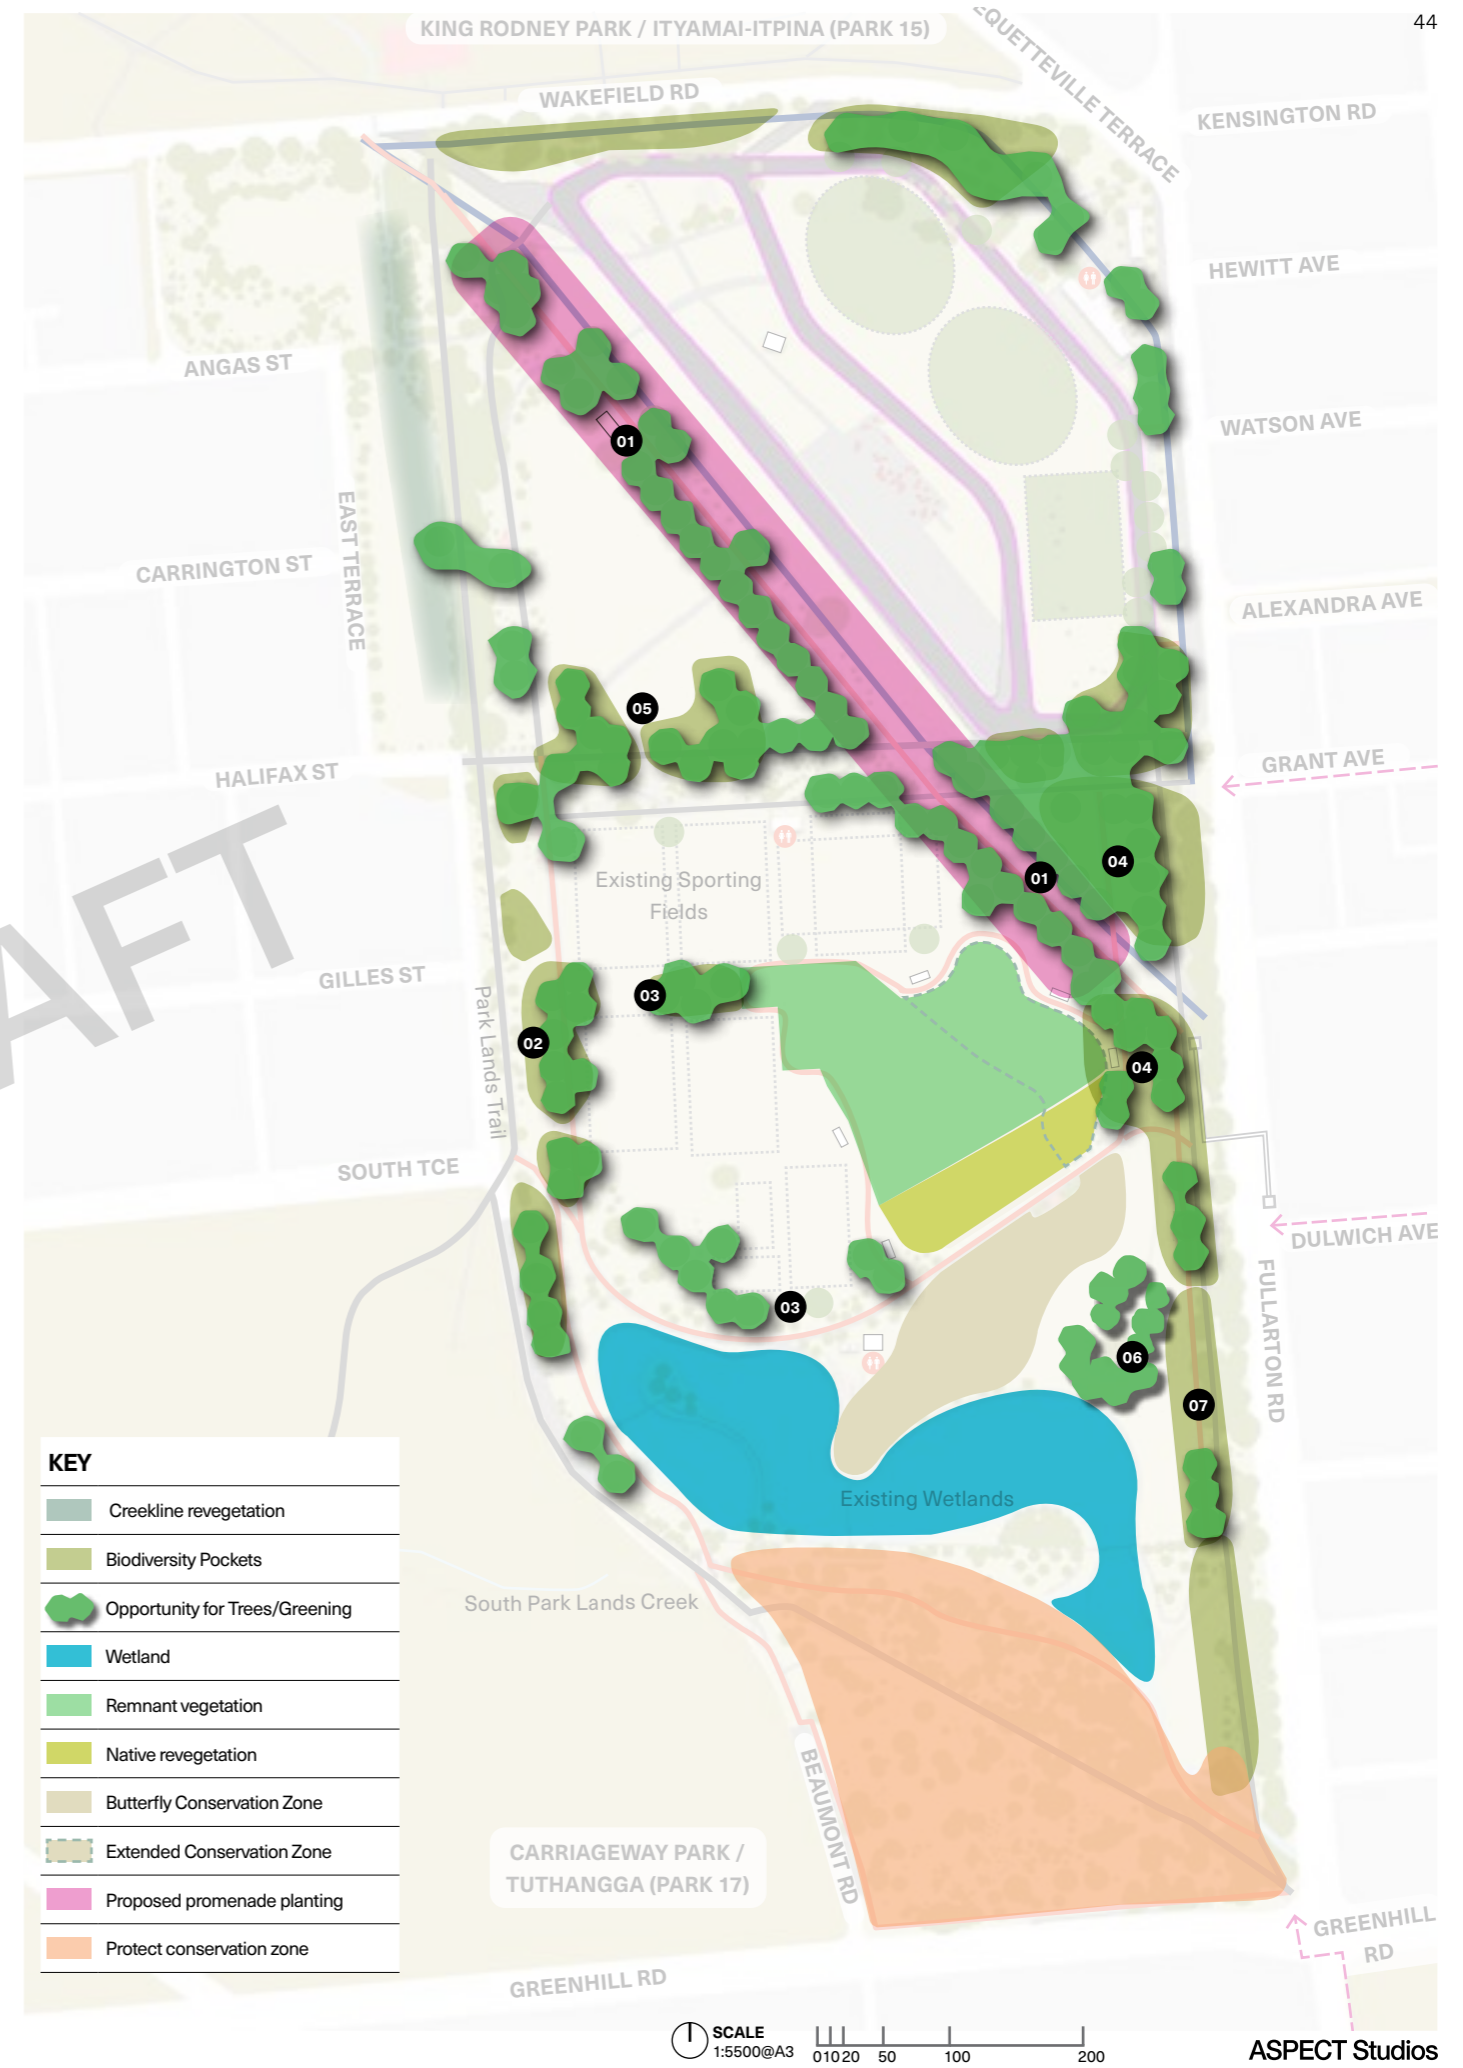 44
KING RODNEY PARK / ITYAMAI-ITPINA (PARK 15)
EQUETTEVILLE TERRACE
WAKEFIELD RD
KENSINGTON RD
HEWITT AVE
ANGAS ST
WATSON AVE
01
EAST TERRACE
CARRINGTON ST
ALEXANDRA AVE
05
HALIFAX ST
GRANT AVE
AFT
04
01
Existing Sporting
Fields
GILLES ST
03
Park Lands Trail
02
04
SOUTH TCE
DULWICH AVE
03
FULLARTON RD
06
07
Existing Wetlands
South Park Lands Creek
BEAUMONT RD
CARRIAGEWAY PARK /
TUTHANGGA (PARK 17)
GREENHILL
RD
GREENHILL RD
KEY
Creekline revegetation
Biodiversity Pockets
Opportunity for Trees/Greening
Wetland
Remnant vegetation
Native revegetation
Butterfly Conservation Zone
Extended Conservation Zone
Proposed promenade planting
Protect conservation zone
SCALE
1:5500@A3
0 10 20 50 100 200
ASPECT Studios